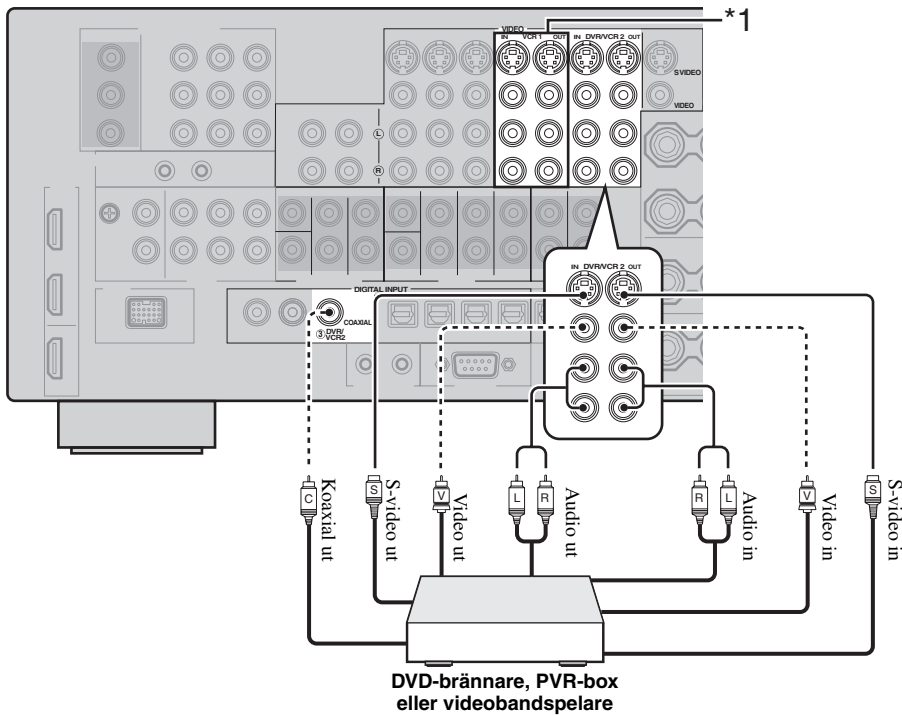 *1
VIDEO
IN VCR 1 OUT
IN DVR/VCR 2 OUT
S VIDEO
VIDEO
L
R
IN DVR/VCR 2 OUT
DIGITAL INPUT
COAXIAL
③ DVR/
VCR2
C
Koaxial ut
S
S-video ut
V
Video ut
L
R
Audio ut
R
L
Audio in
V
Video in
S
S-video in
DVD-brännare, PVR-box
eller videobandspelare